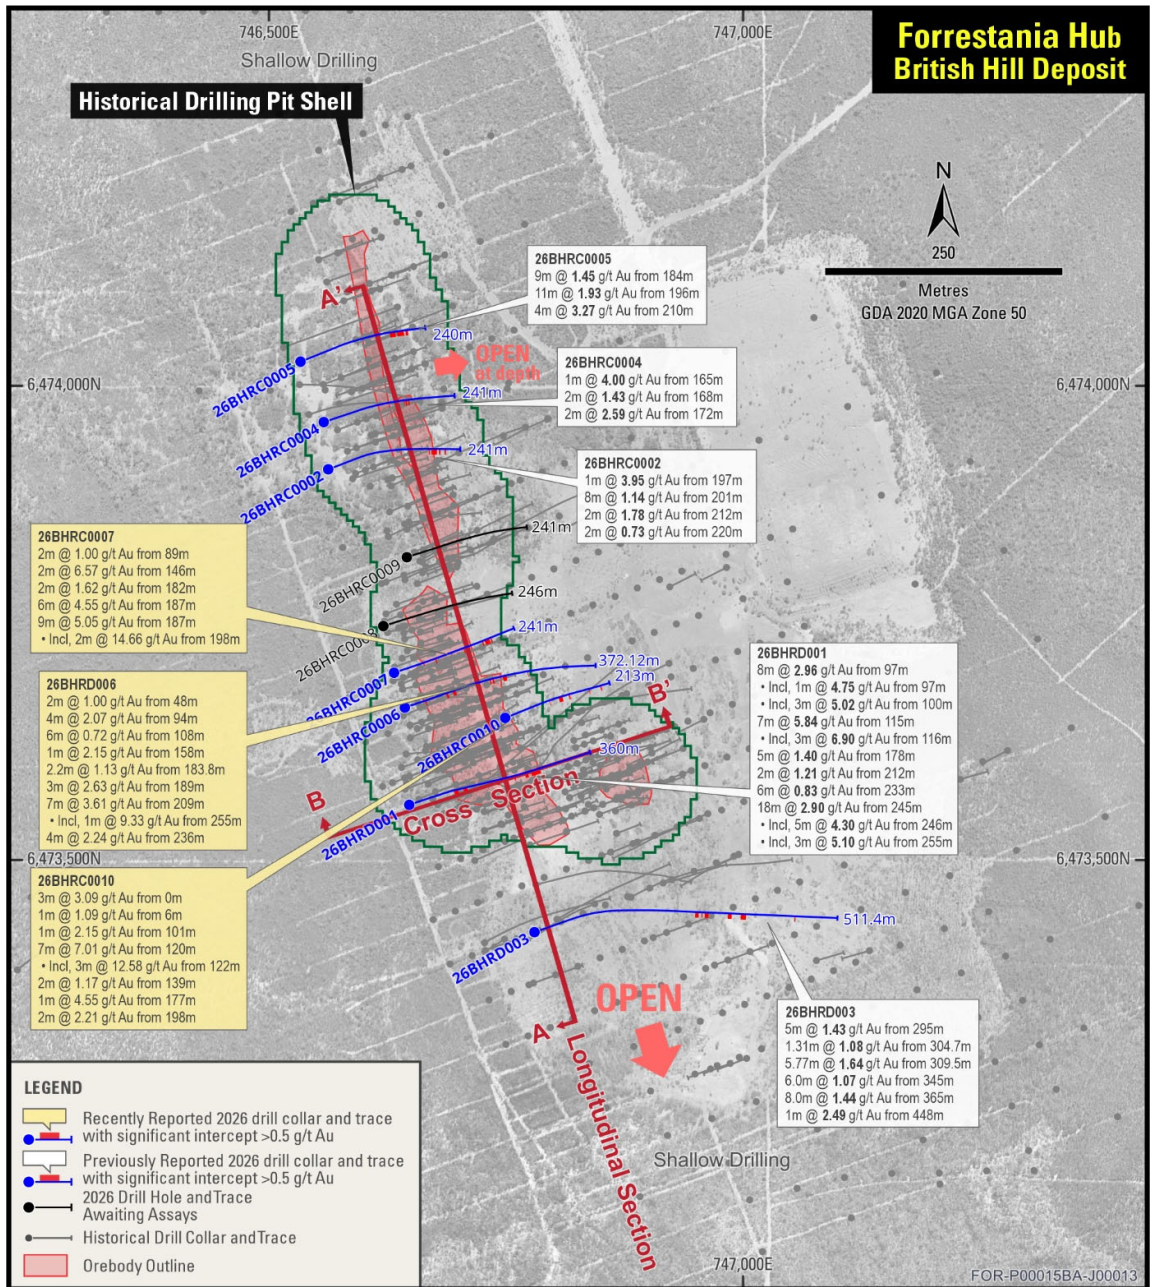 746,500E
747,000E
Forrestania Hub
British Hill Deposit
Shallow Drilling
Historical Drilling Pit Shell
N
250
Metres
GDA 2020 MGA Zone 50
26BHRC0005
9m @ 1.45 g/t Au from 184m
11m @ 1.93 g/t Au from 196m
4m @ 3.27 g/t Au from 210m
A'
240m
26BHRC0005
OPEN
at depth
26BHRC0004
1m @ 4.00 g/t Au from 165m
2m @ 1.43 g/t Au from 168m
2m @ 2.59 g/t Au from 172m
6,474,000N
6,474,000N
241m
26BHRC0004
241m
26BHRC0002
26BHRC0002
1m @ 3.95 g/t Au from 197m
8m @ 1.14 g/t Au from 201m
2m @ 1.78 g/t Au from 212m
2m @ 0.73 g/t Au from 220m
241m
26BHRC0009
26BHRC0007
2m @ 1.00 g/t Au from 89m
2m @ 6.57 g/t Au from 146m
2m @ 1.62 g/t Au from 182m
6m @ 4.55 g/t Au from 187m
9m @ 5.05 g/t Au from 187m
• Incl, 2m @ 14.66 g/t Au from 198m
246m
26BHRC0008
241m
26BHRC0007
372.12m
26BHRC0006
213m
26BHRC0010
B'
26BHRD006
2m @ 1.00 g/t Au from 48m
4m @ 2.07 g/t Au from 94m
6m @ 0.72 g/t Au from 108m
1m @ 2.15 g/t Au from 158m
2.2m @ 1.13 g/t Au from 183.8m
3m @ 2.63 g/t Au from 189m
7m @ 3.61 g/t Au from 209m
• Incl, 1m @ 9.33 g/t Au from 255m
4m @ 2.24 g/t Au from 236m
26BHRD001
8m @ 2.96 g/t Au from 97m
• Incl, 1m @ 4.75 g/t Au from 97m
• Incl, 3m @ 5.02 g/t Au from 100m
7m @ 5.84 g/t Au from 115m
• Incl, 3m @ 6.90 g/t Au from 116m
5m @ 1.40 g/t Au from 178m
2m @ 1.21 g/t Au from 212m
6m @ 0.83 g/t Au from 233m
18m @ 2.90 g/t Au from 245m
• Incl, 5m @ 4.30 g/t Au from 246m
• Incl, 3m @ 5.10 g/t Au from 255m
360m
B
Cross Section
26BHRD001
6,473,500N
6,473,500N
26BHRC0010
3m @ 3.09 g/t Au from 0m
1m @ 1.09 g/t Au from 6m
1m @ 2.15 g/t Au from 101m
7m @ 7.01 g/t Au from 120m
• Incl, 3m @ 12.58 g/t Au from 122m
2m @ 1.17 g/t Au from 139m
1m @ 4.55 g/t Au from 177m
2m @ 2.21 g/t Au from 198m
511.4m
26BHRD003
OPEN
A
Longitudinal Section
26BHRD003
5m @ 1.43 g/t Au from 295m
1.31m @ 1.08 g/t Au from 304.7m
5.77m @ 1.64 g/t Au from 309.5m
6.0m @ 1.07 g/t Au from 345m
8.0m @ 1.44 g/t Au from 365m
1m @ 2.49 g/t Au from 448m
Shallow Drilling
LEGEND
Recently Reported 2026 drill collar and trace
with significant intercept >0.5 g/t Au
Previously Reported 2026 drill collar and trace
with significant intercept >0.5 g/t Au
2026 Drill Hole and Trace
Awaiting Assays
Historical Drill Collar and Trace
Orebody Outline
747,000E
FOR-P00015BA-J00013